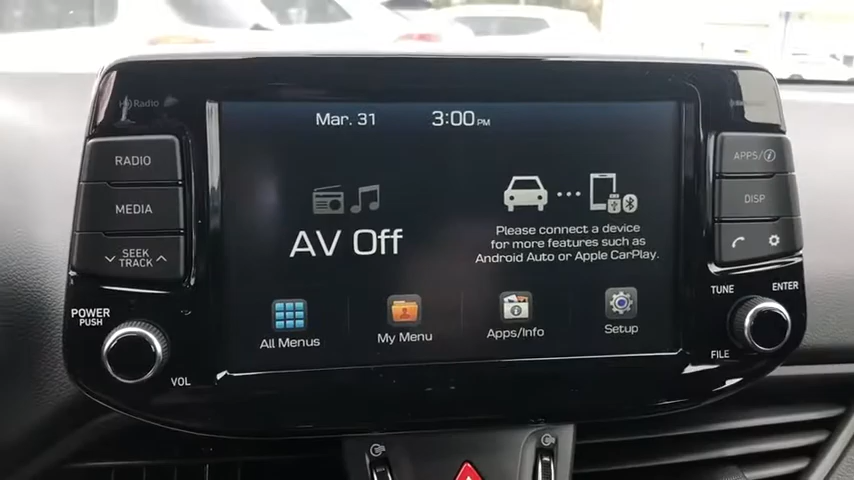 HD Radio
Mar. 31
3:00 PM
RADIO
MEDIA
SEEK
TRACK
AV Off
Please connect a device
for more features such as
Android Auto or Apple CarPlay.
APPS/
DISP
POWER
PUSH
VOL
All Menus
My Menu
Apps/Info
Setup
TUNE
ENTER
FILE